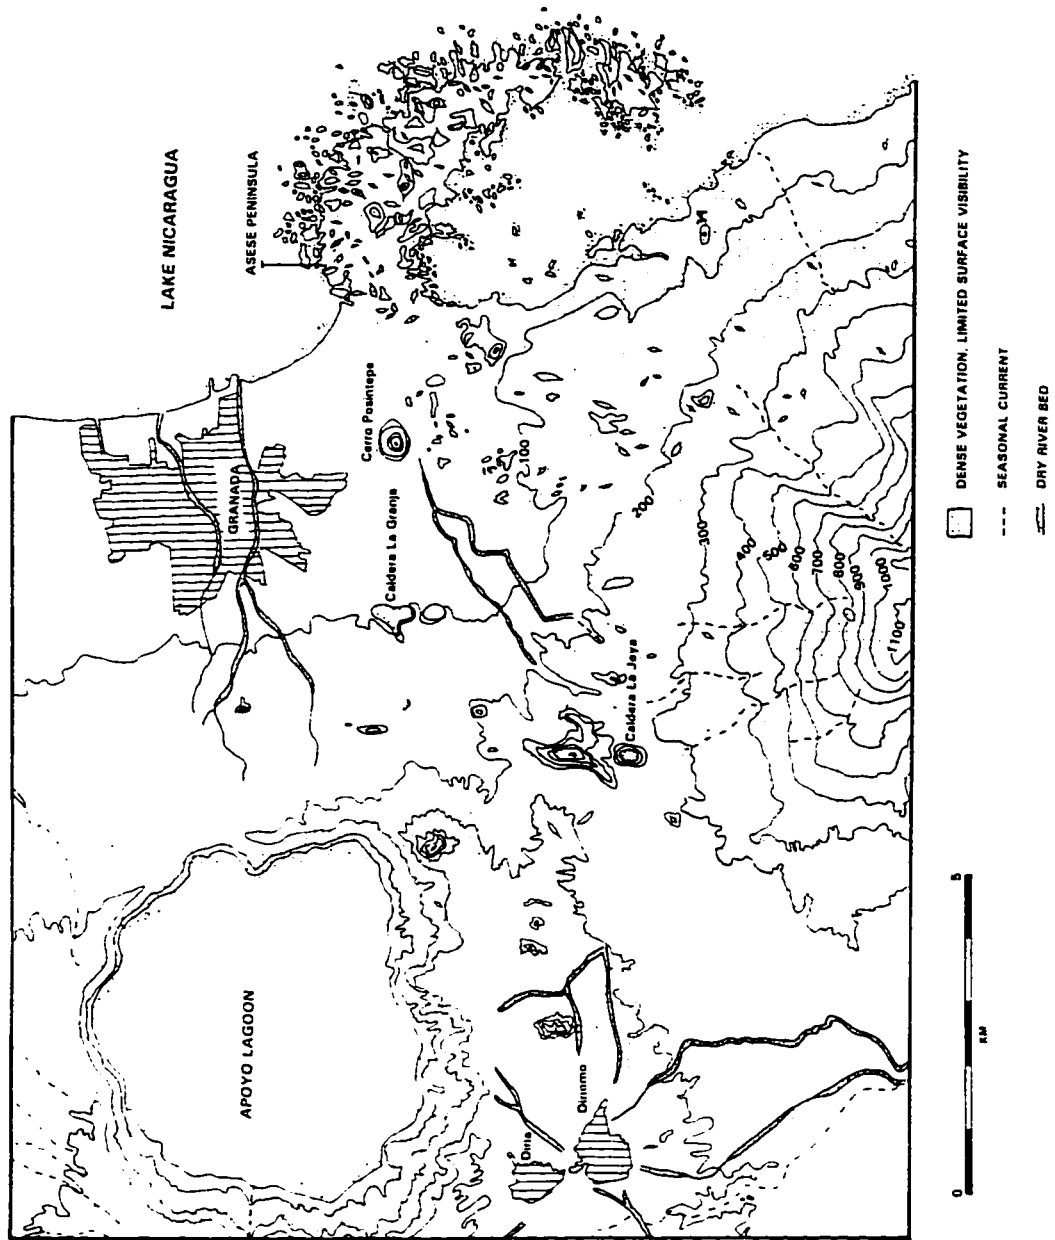 LAKE NICARAGUA
GRANADA
APOYO LAGOON
ASESE PENINSULA
Cerro Posintepe
Caldera La Granja
Diria
100
Diriomo
Caldera La Joya
200
300
400
500
600
700
800
900
1000
1100
0 5
KM
DENSE VEGETATION, LIMITED SURFACE VISIBILITY
SEASONAL CURRENT
DRY RIVER BED